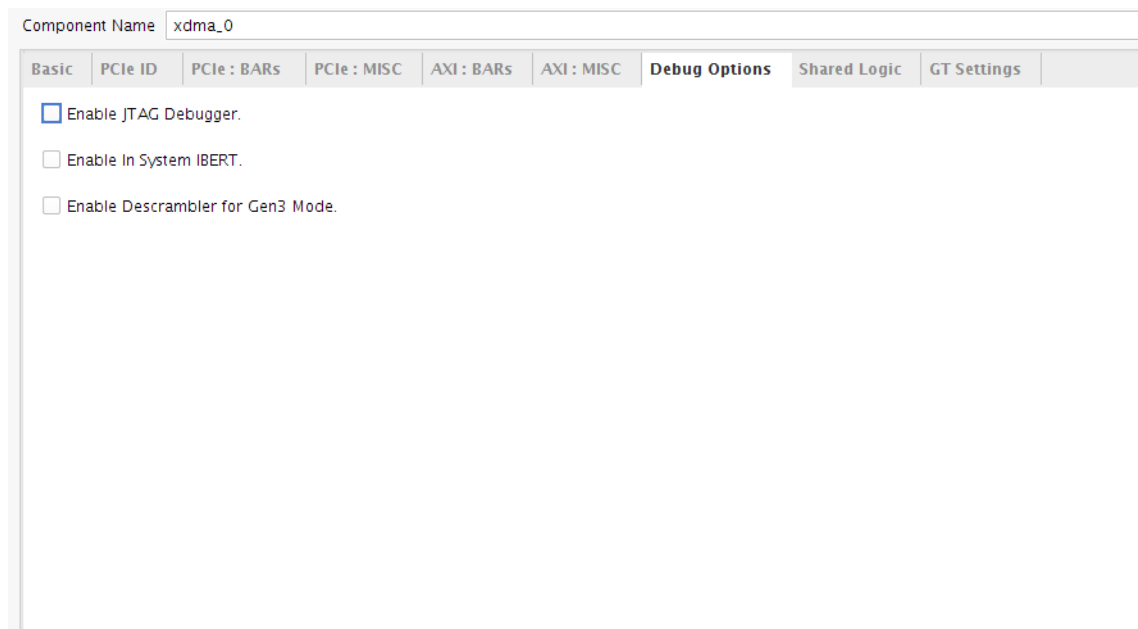 Component Name xdma_0
Basic PCIe ID PCIe : BARs PCIe : MISC AXI : BARs AXI : MISC Debug Options Shared Logic GT Settings
Enable JTAG Debugger.
Enable In System IBERT.
Enable Descrambler for Gen3 Mode.